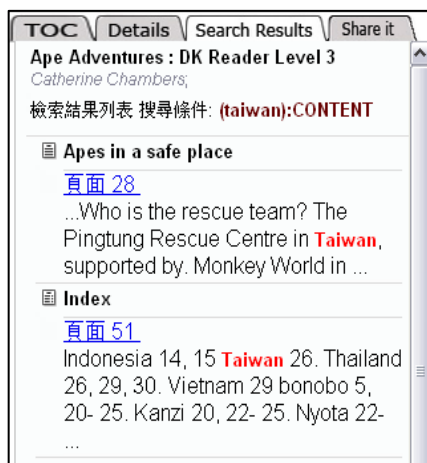 TOC Details Search Results Share it
Ape Adventures : DK Reader Level 3
Catherine Chambers;
檢索結果列表 搜尋條件: (taiwan):CONTENT
Apes in a safe place
頁面 28
...Who is the rescue team? The
Pingtung Rescue Centre in Taiwan,
supported by. Monkey World in ...
Index
頁面 51
Indonesia 14, 15 Taiwan 26. Thailand
26, 29, 30. Vietnam 29 bonobo 5,
20- 25. Kanzi 20, 22- 25. Nyota 22-
...